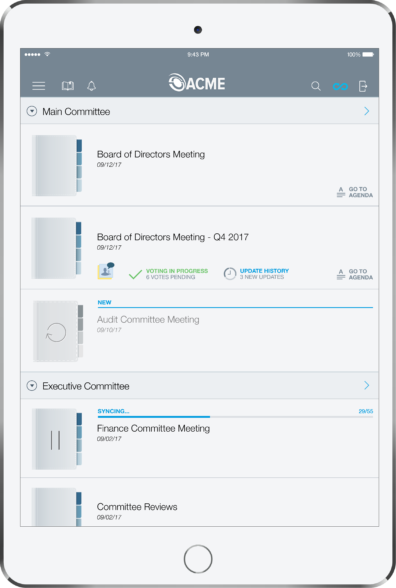 9:43 PM
100%
ACME
Main Committee
Board of Directors Meeting
09/12/17
GO TO
AGENDA
Board of Directors Meeting - Q4 2017
09/12/17
VOTING IN PROGRESS
6 VOTES PENDING
UPDATE HISTORY
3 NEW UPDATES
GO TO
AGENDA
NEW
Audit Committee Meeting
09/10/17
Executive Committee
SYNCING... 29/55
Finance Committee Meeting
09/02/17
Committee Reviews
09/02/17